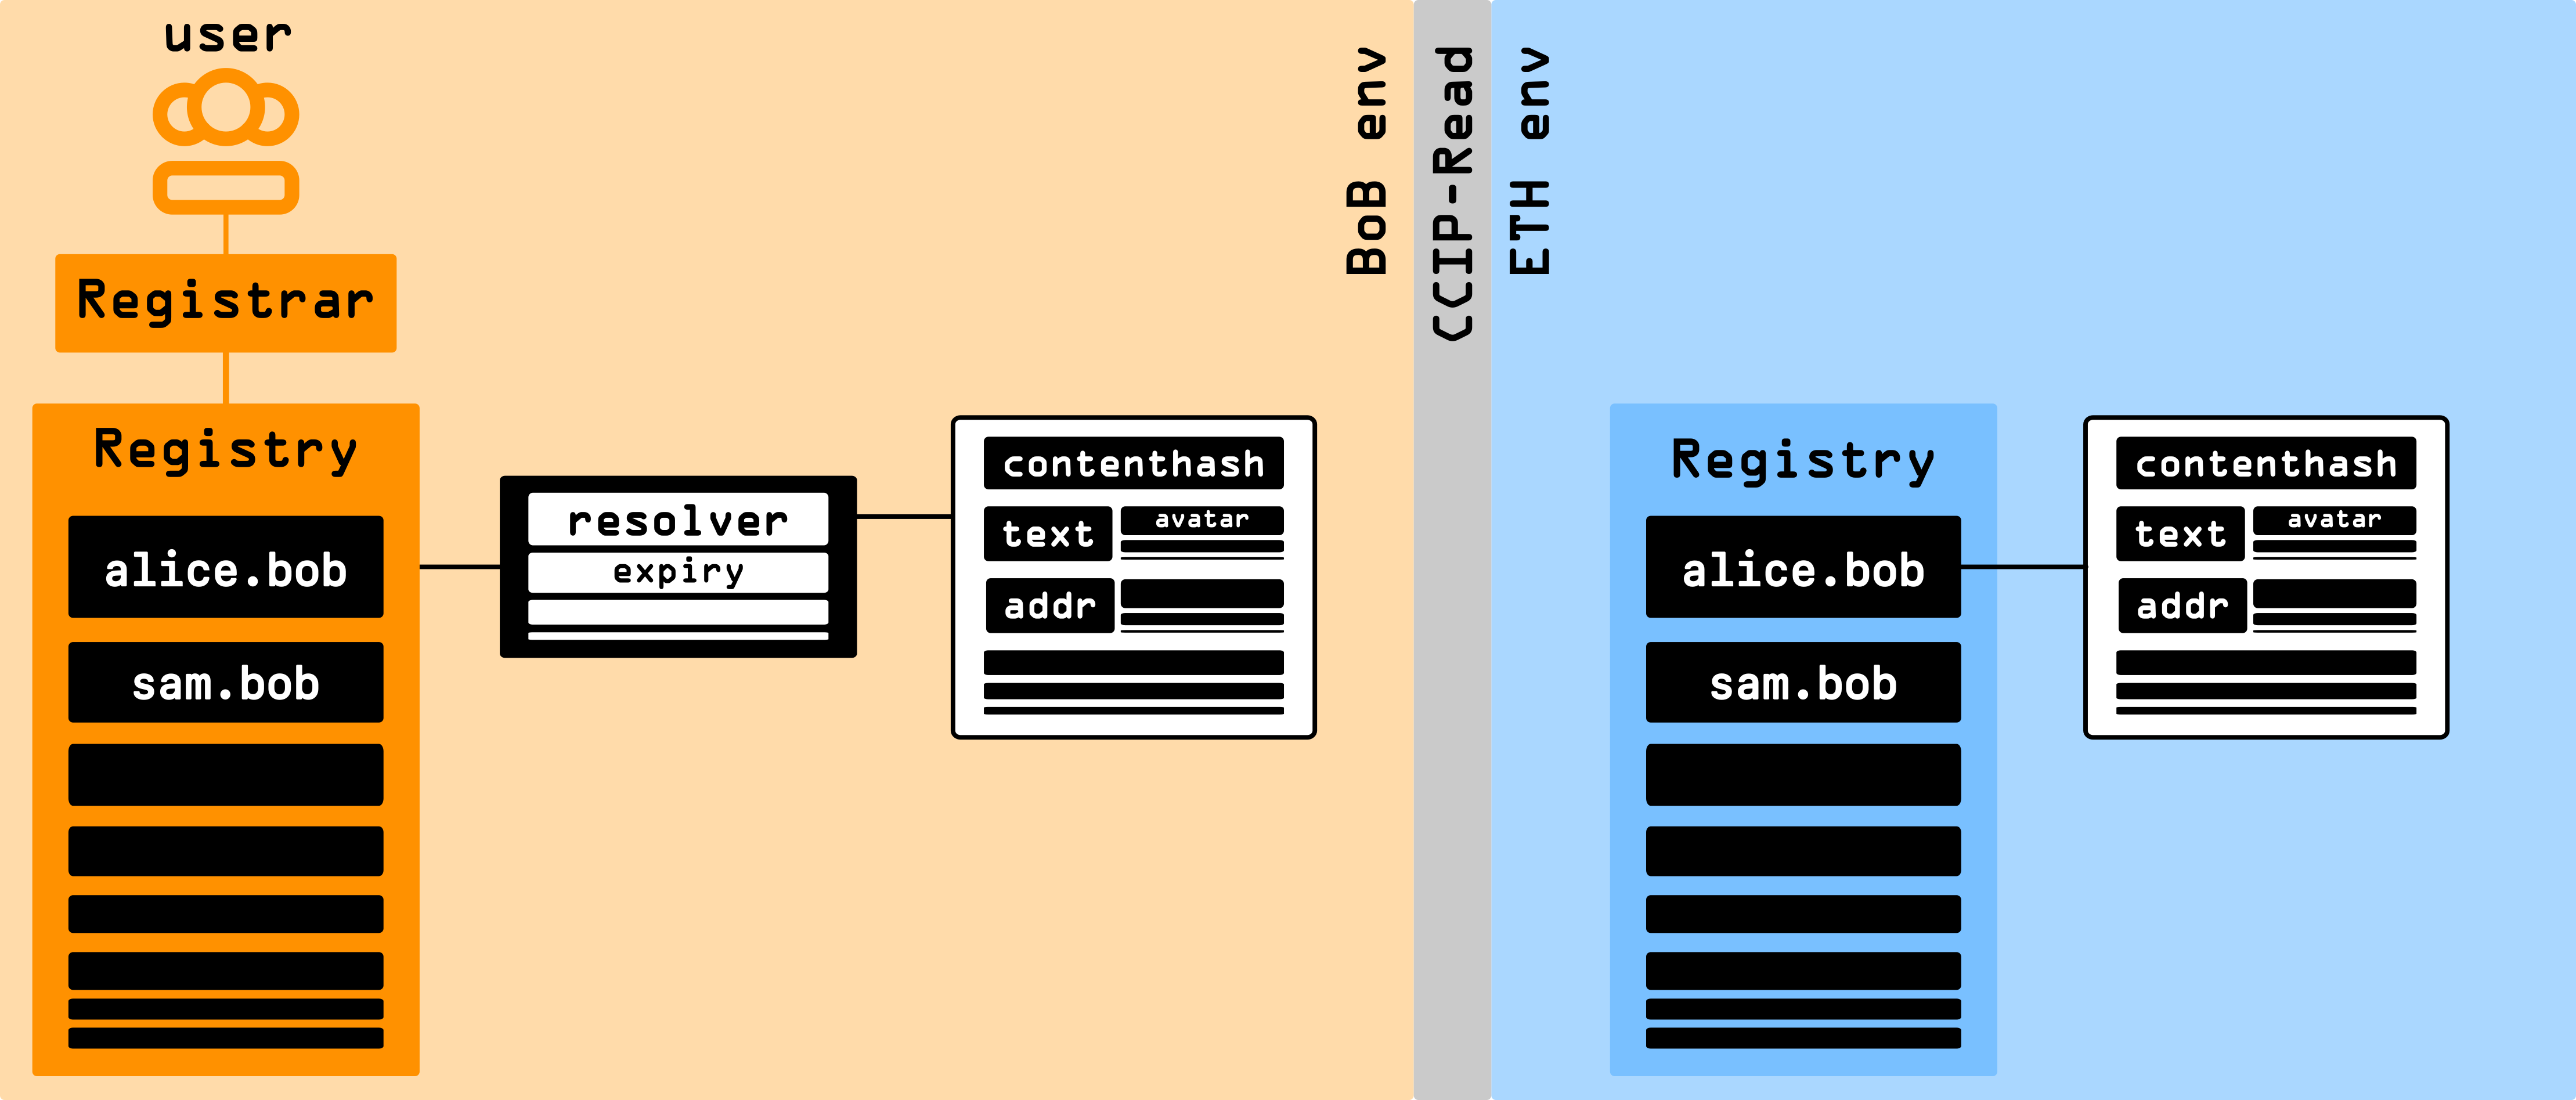 user
Registrar
Registry
alice.bob
sam.bob
resolver
expiry
contenthash
text
avatar
addr
BoB env
CCIP-Read
ETH env
Registry
alice.bob
sam.bob
contenthash
text
avatar
addr